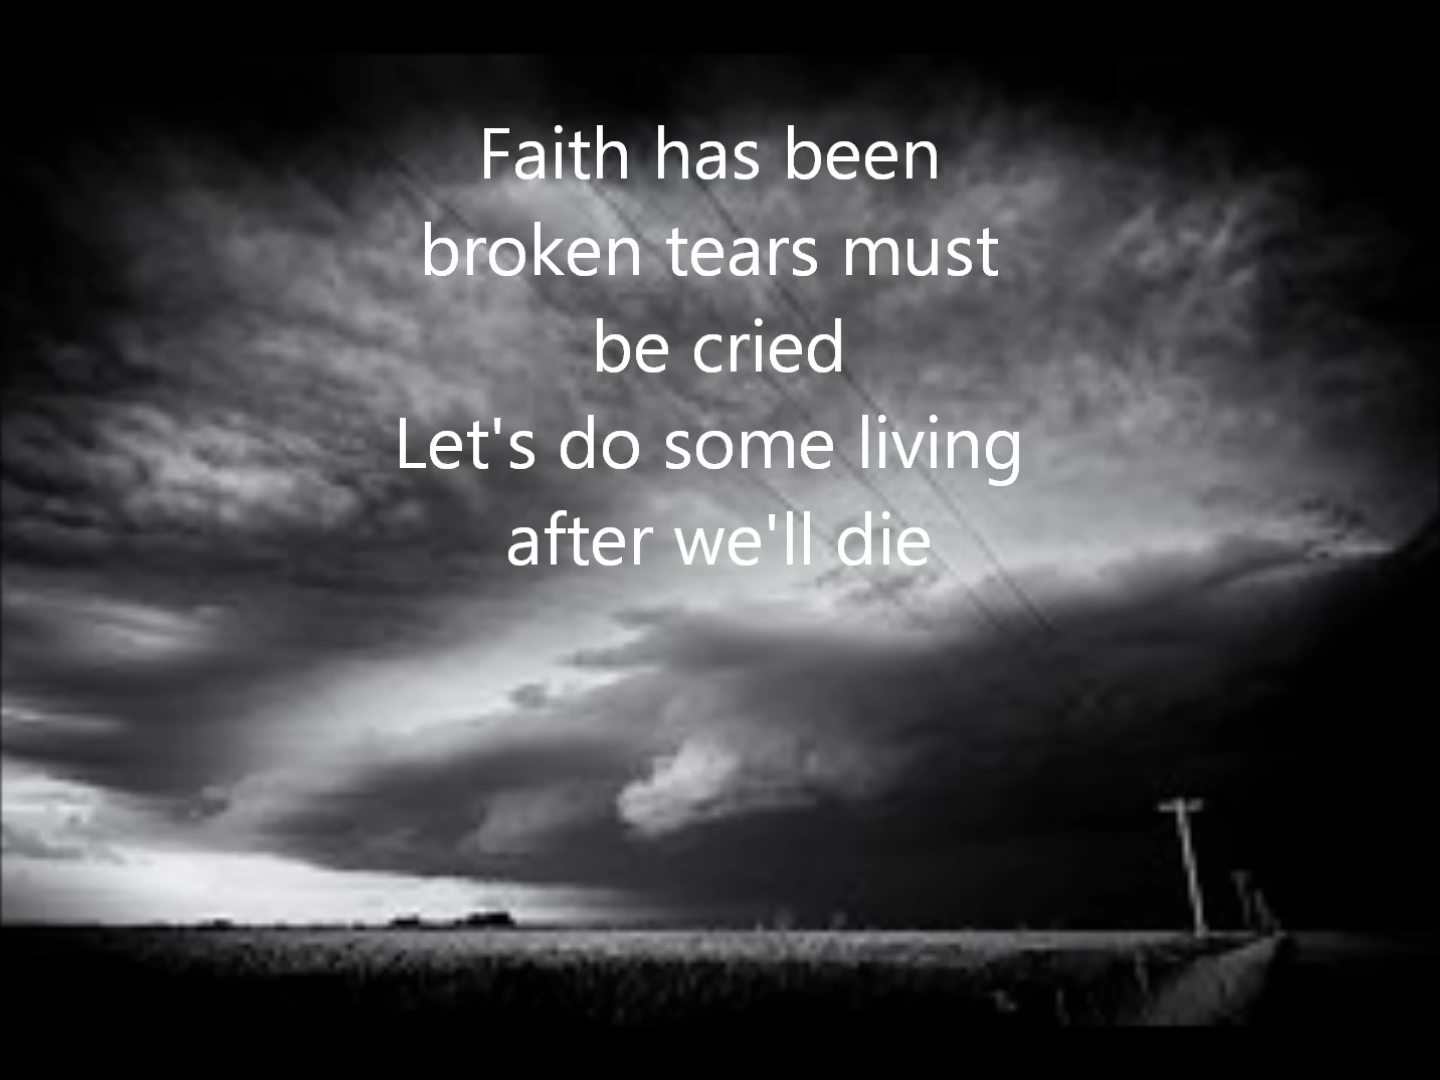 Faith has been
broken tears must
be cried
Let's do some living
after we'll die